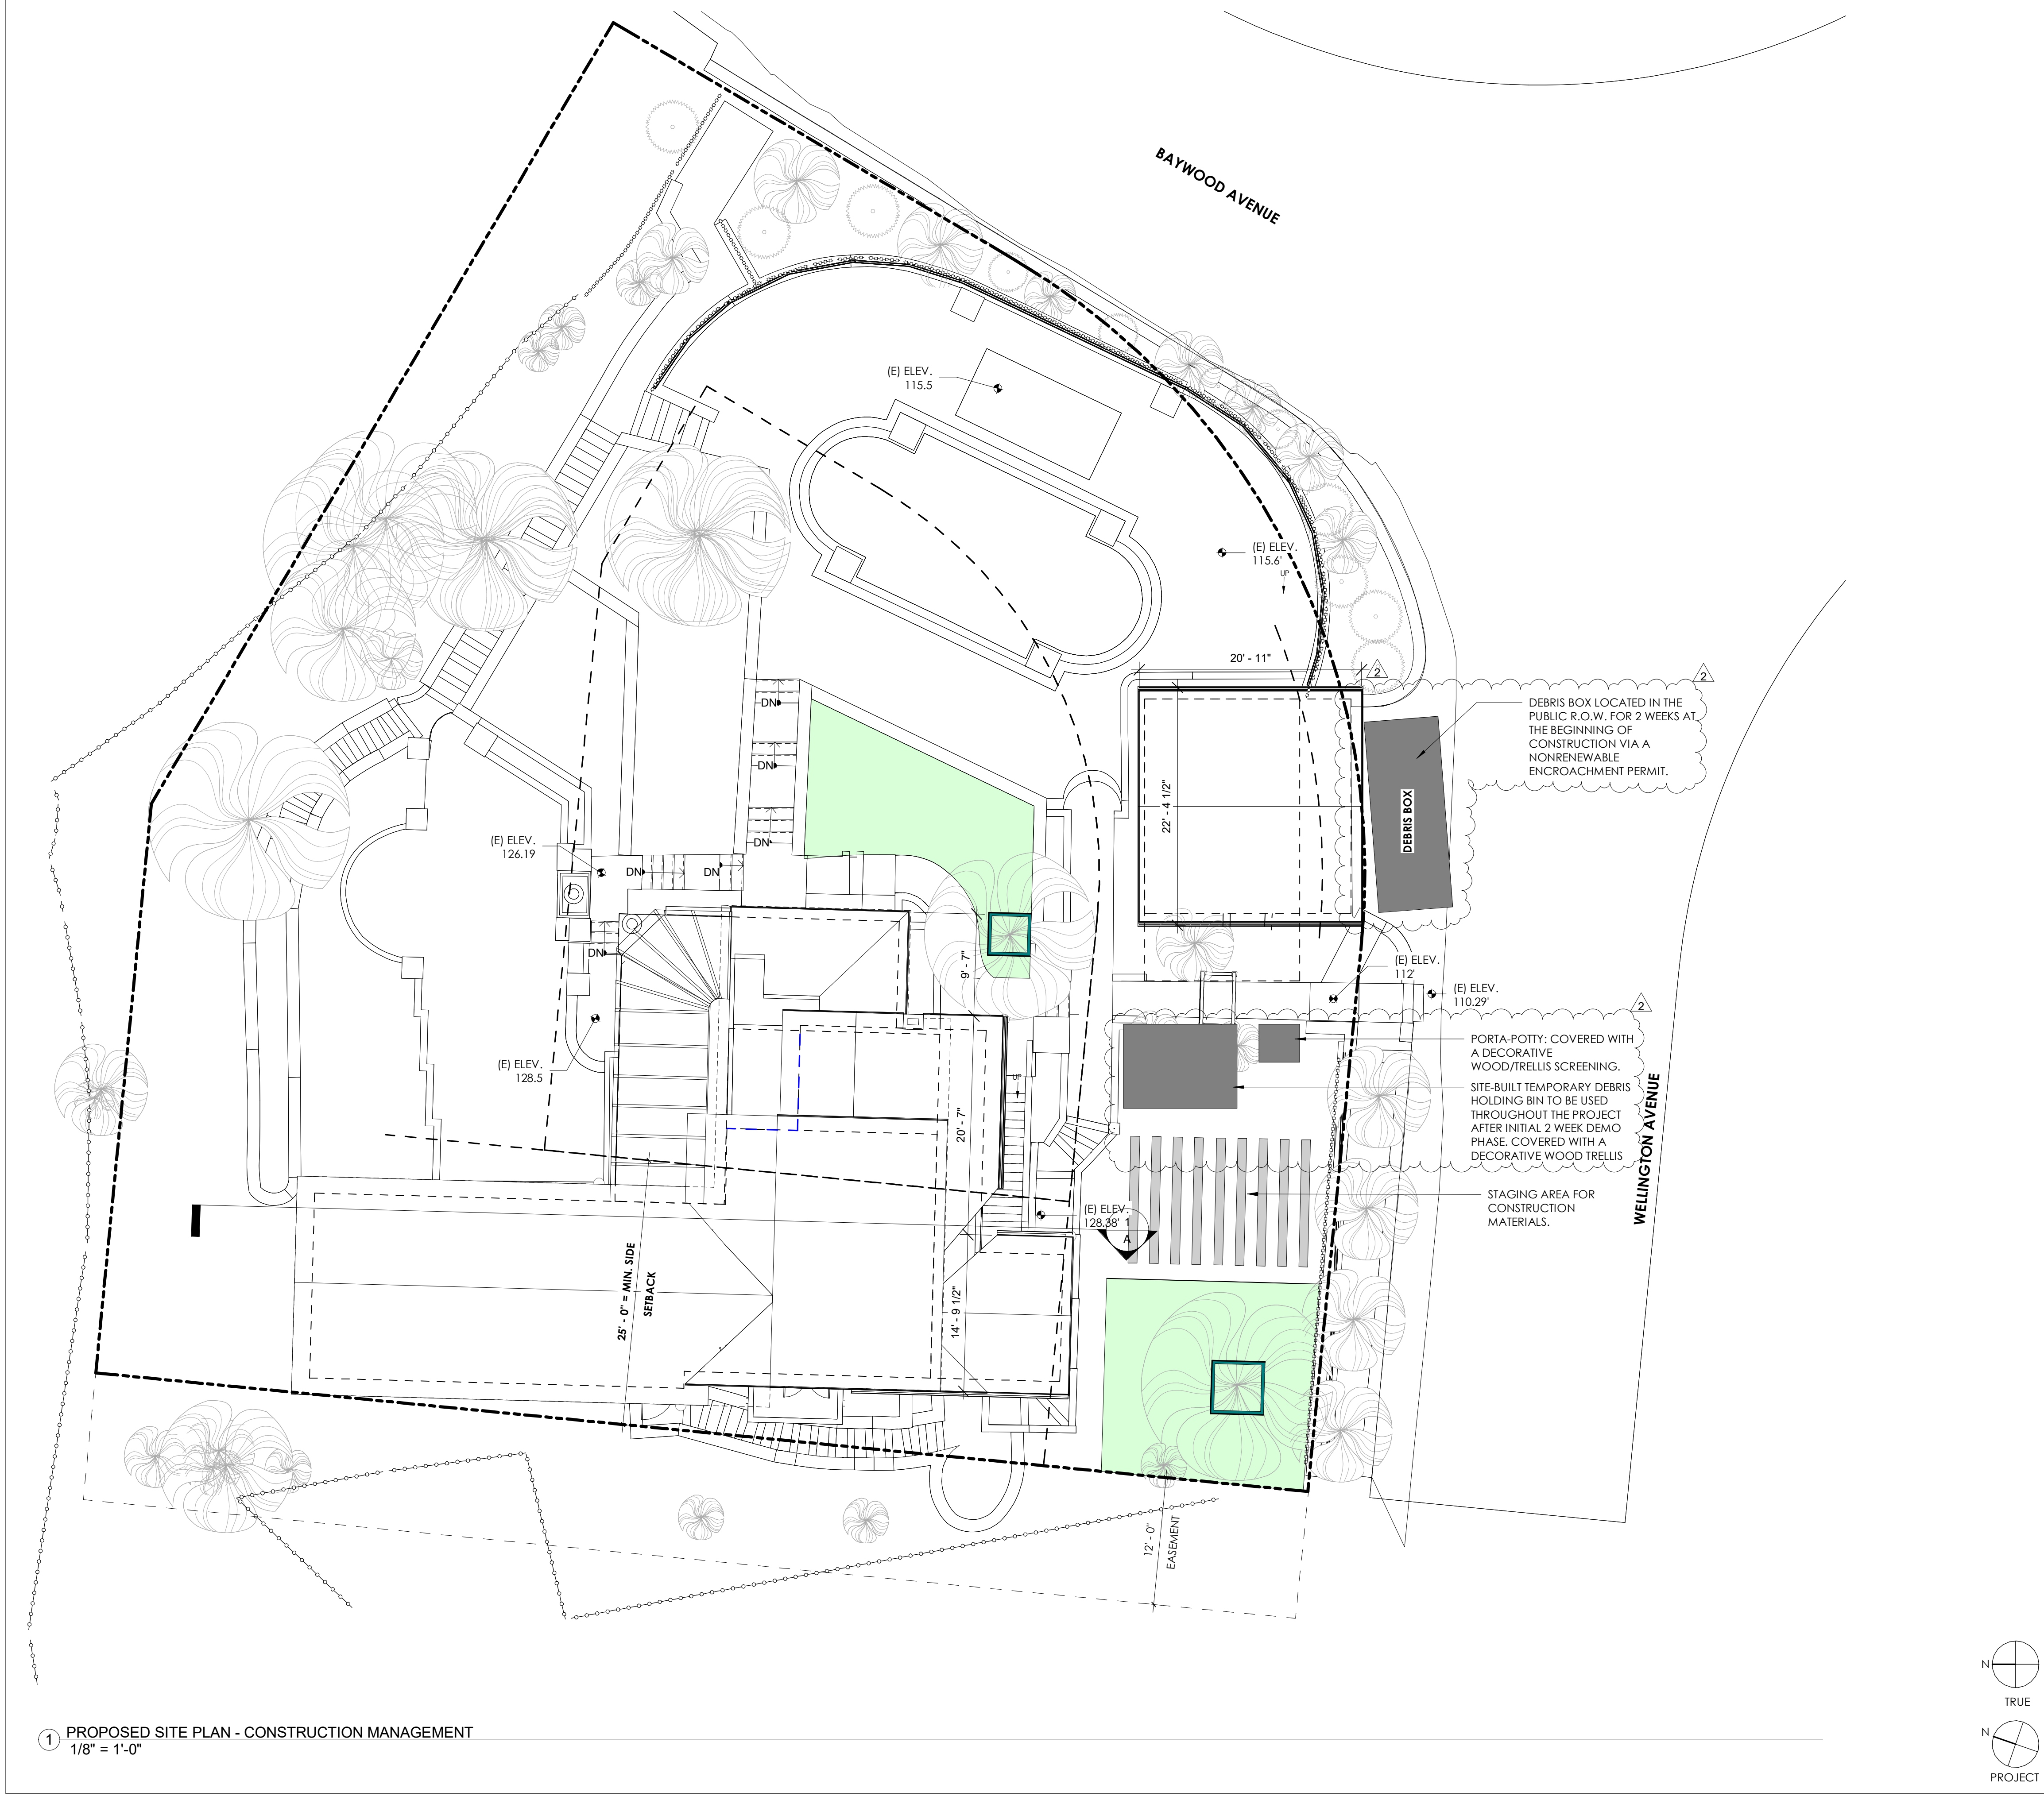 BAYWOOD AVENUE
(E) ELEV.
115.5
(E) ELEV.
115.6'
UP
20' - 11"
2
2
DEBRIS BOX LOCATED IN THE
PUBLIC R.O.W. FOR 2 WEEKS AT
THE BEGINNING OF
CONSTRUCTION VIA A
NONRENEWABLE
ENCROACHMENT PERMIT.
DN
DN
DN
22' - 4 1/2"
DEBRIS BOX
(E) ELEV.
126.19
DN
DN
DN
9' - 7"
(E) ELEV.
112'
(E) ELEV.
110.29'
2
(E) ELEV.
128.5
UP
20' - 7"
PORTA-POTTY: COVERED WITH
A DECORATIVE
WOOD/TRELLIS SCREENING.
SITE-BUILT TEMPORARY DEBRIS
HOLDING BIN TO BE USED
THROUGHOUT THE PROJECT
AFTER INITIAL 2 WEEK DEMO
PHASE. COVERED WITH A
DECORATIVE WOOD TRELLIS
WELLINGTON AVENUE
STAGING AREA FOR
CONSTRUCTION
MATERIALS.
(E) ELEV.
128.38'
1
A
25' - 0" = MIN. SIDE
SETBACK
14' - 9 1/2"
12' - 0"
EASEMENT
N
TRUE
N
PROJECT
1
PROPOSED SITE PLAN - CONSTRUCTION MANAGEMENT
1/8" = 1'-0"